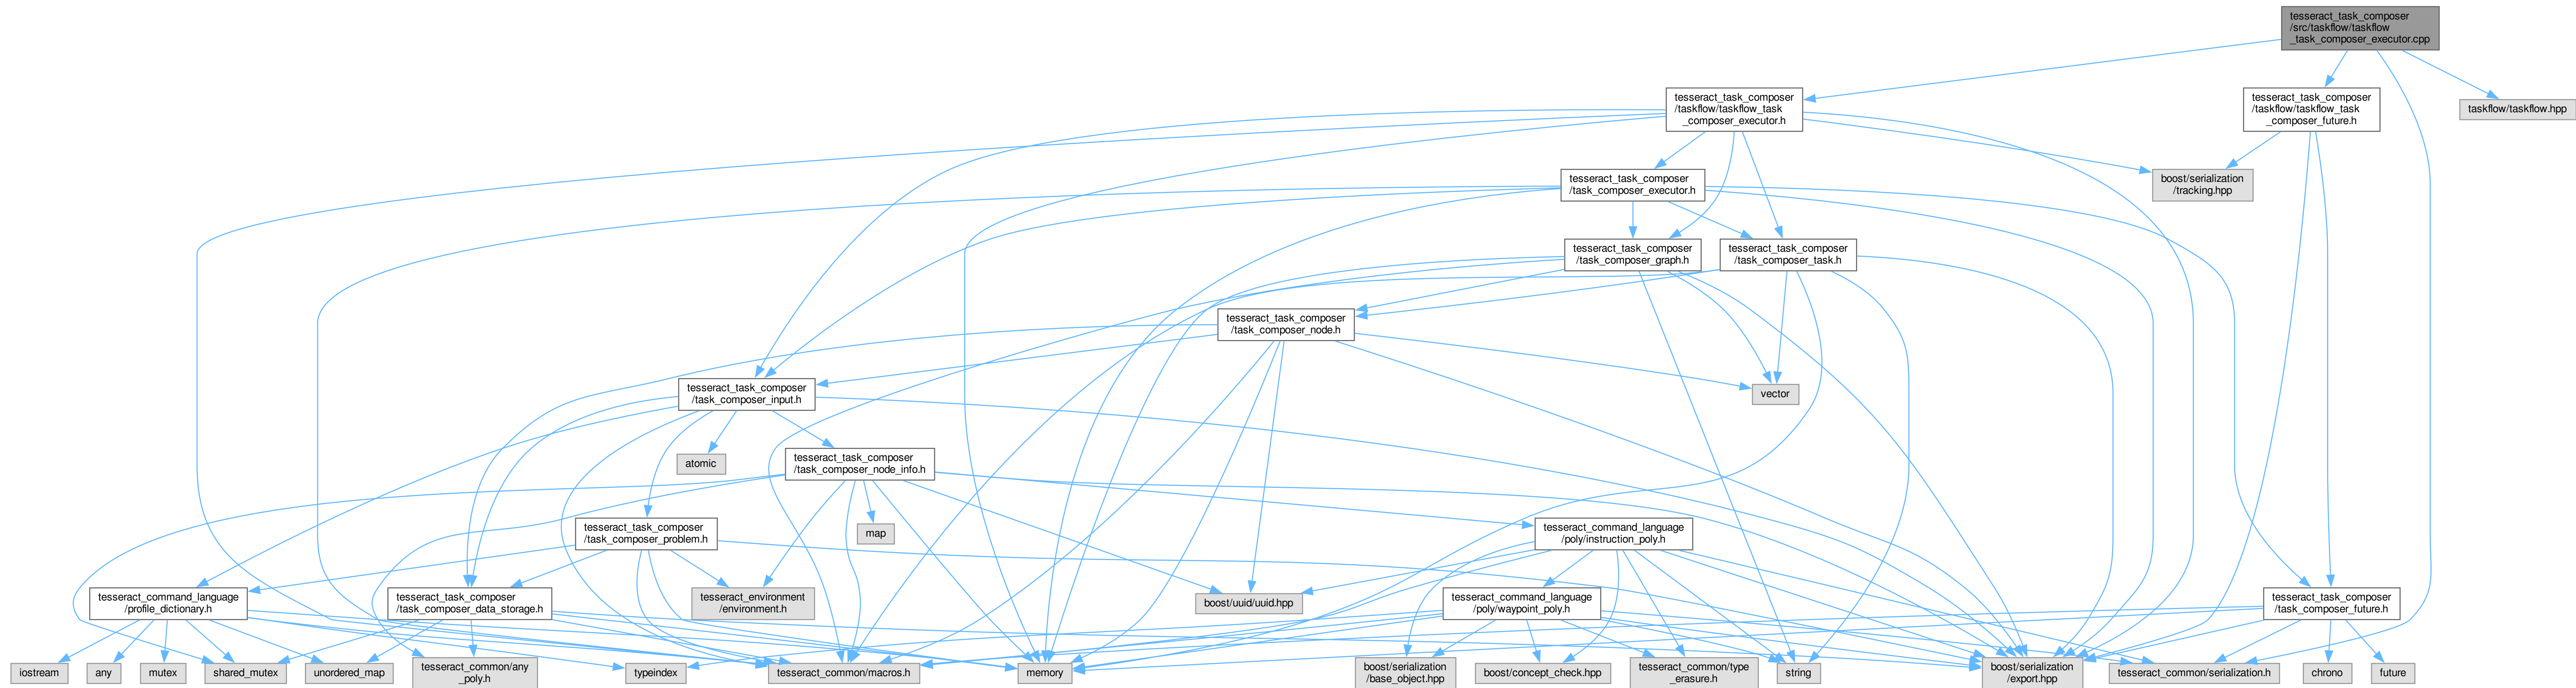 tesseract_task_composer
/src/taskflow/taskflow
_task_composer_executor.cpp
tesseract_task_composer
/taskflow/taskflow_task
_composer_executor.h
tesseract_task_composer
/taskflow/taskflow_task
_composer_future.h
taskflow/taskflow.hpp
tesseract_task_composer
/task_composer_executor.h
boost/serialization
/tracking.hpp
tesseract_task_composer
/task_composer_graph.h
tesseract_task_composer
/task_composer_task.h
tesseract_task_composer
/task_composer_node.h
tesseract_task_composer
/task_composer_input.h
vector
atomic
tesseract_task_composer
/task_composer_node_info.h
tesseract_task_composer
/task_composer_problem.h
map
tesseract_command_language
/poly/instruction_poly.h
tesseract_command_language
/profile_dictionary.h
tesseract_task_composer
/task_composer_data_storage.h
tesseract_environment
/environment.h
boost/uuid/uuid.hpp
tesseract_command_language
/poly/waypoint_poly.h
tesseract_task_composer
/task_composer_future.h
iostream
any
mutex
shared_mutex
unordered_map
tesseract_common/any
_poly.h
typeindex
tesseract_common/macros.h
memory
boost/serialization
/base_object.hpp
boost/concept_check.hpp
tesseract_common/type
_erasure.h
string
boost/serialization
/export.hpp
tesseract_common/serialization.h
chrono
future